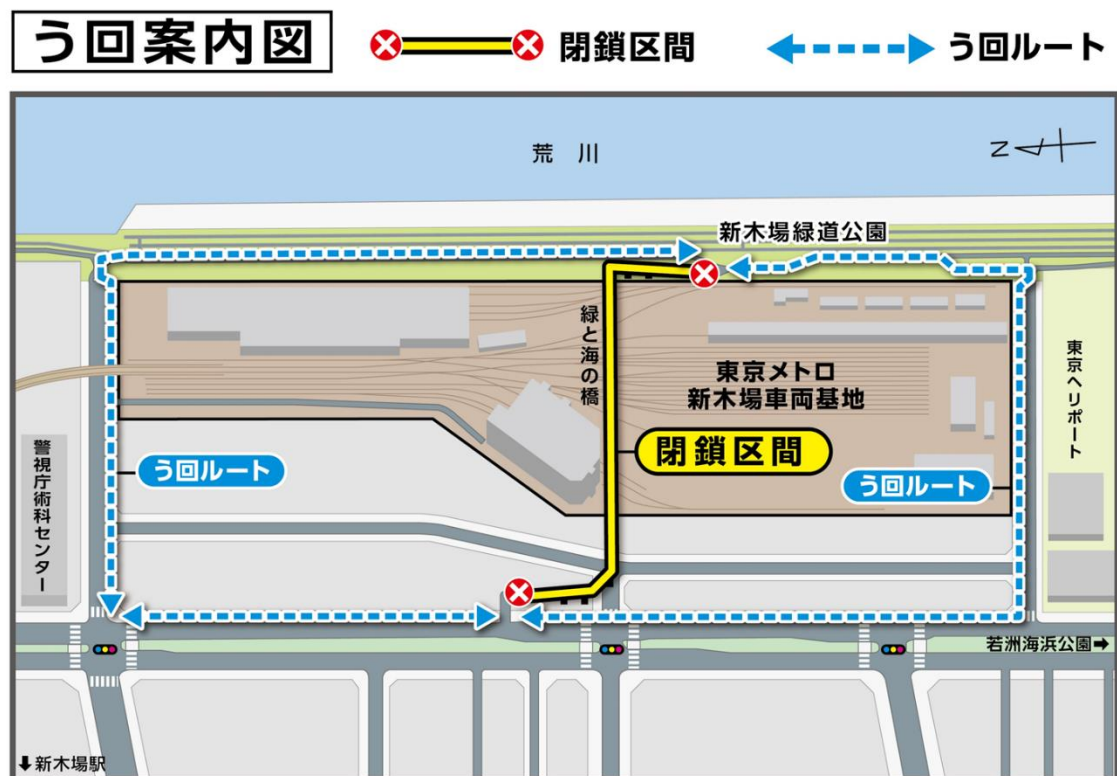 う回案内図
閉鎖区間
う回ルート
荒川
N
新木場緑道公園
緑と海の橋
東京メトロ
新木場車両基地
東京ヘリポート
閉鎖区間
う回ルート
う回ルート
警視庁術科センター
若洲海浜公園➡
⬇新木場駅